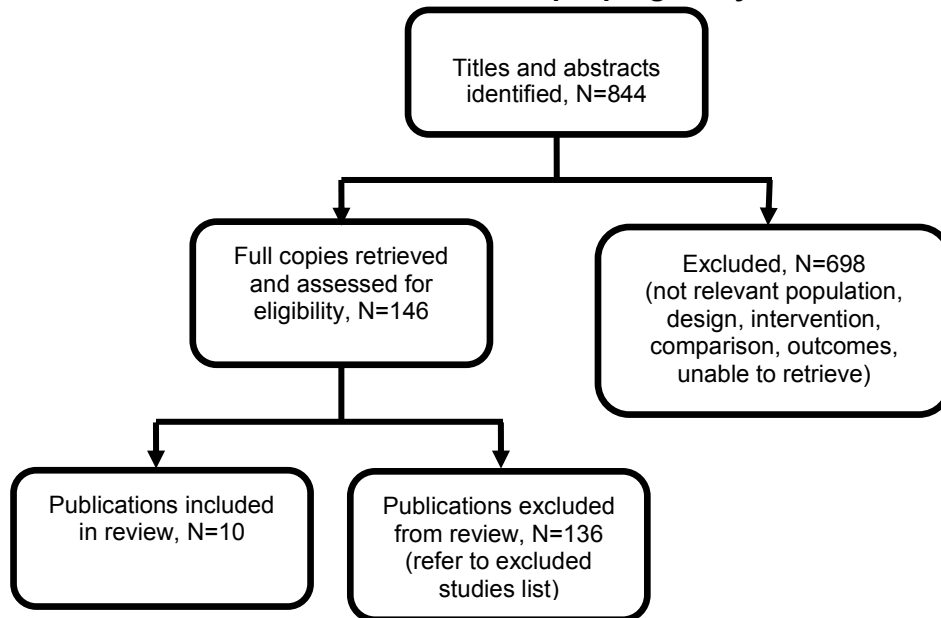 Titles and abstracts
identified, N=844
Full copies retrieved
and assessed for
eligibility, N=146
Excluded, N=698
(not relevant population,
design, intervention,
comparison, outcomes,
unable to retrieve)
Publications included
in review, N=10
Publications excluded
from review, N=136
(refer to excluded
studies list)